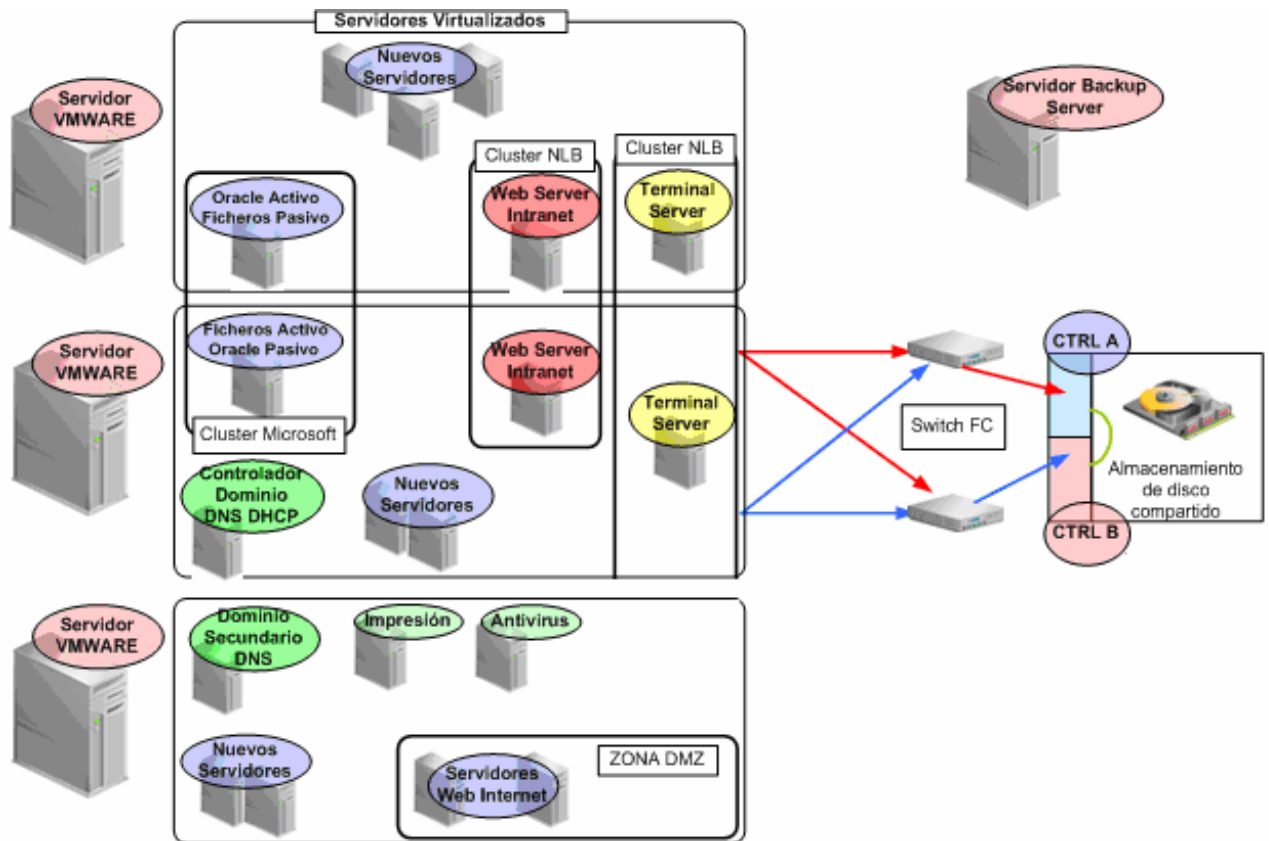 Servidores Virtualizados
Nuevos
Servidores
Servidor
VMWARE
Servidor Backup
Server
Cluster NLB
Cluster NLB
Oracle Activo
Ficheros Pasivo
Web Server
Intranet
Terminal
Server
Servidor
VMWARE
Ficheros Activo
Oracle Pasivo
Web Server
Intranet
Terminal
Server
Cluster Microsoft
Controlador
Dominio
DNS DHCP
Nuevos
Servidores
Switch FC
CTRL A
Almacenamiento
de disco
compartido
CTRL B
Servidor
VMWARE
Dominio
Secundario
DNS
Impresión
Antivirus
Nuevos
Servidores
Servidores
Web Internet
ZONA DMZ